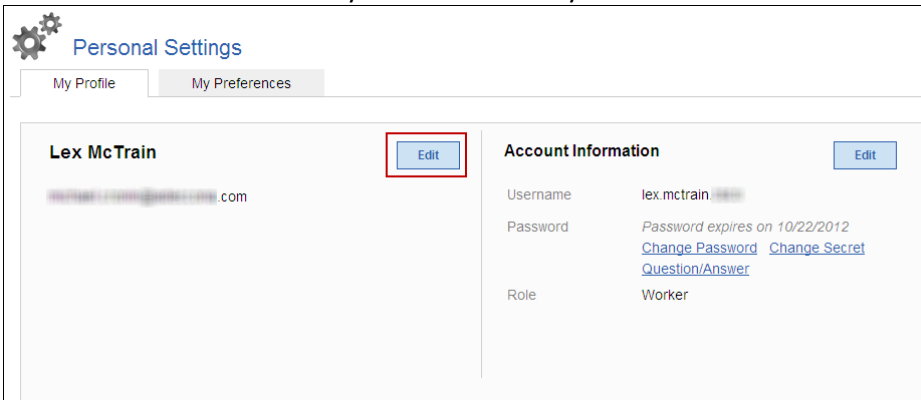 Personal Settings
My Profile My Preferences
Lex McTrain Edit
.com
Account Information Edit
Username lex.mctrain.
Password Password expires on 10/22/2012
Change Password Change Secret
Question/Answer
Role Worker